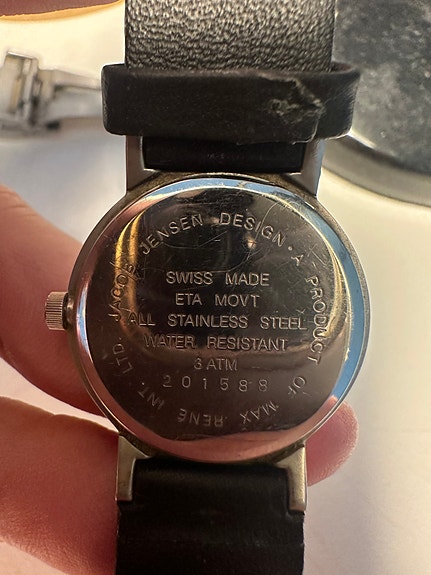 JACOB JENSEN DESIGN · A PRODUCT OF MAX RENÉ INT. LTD.
SWISS MADE
ETA MOVT
ALL STAINLESS STEEL
WATER RESISTANT
3 ATM
201588